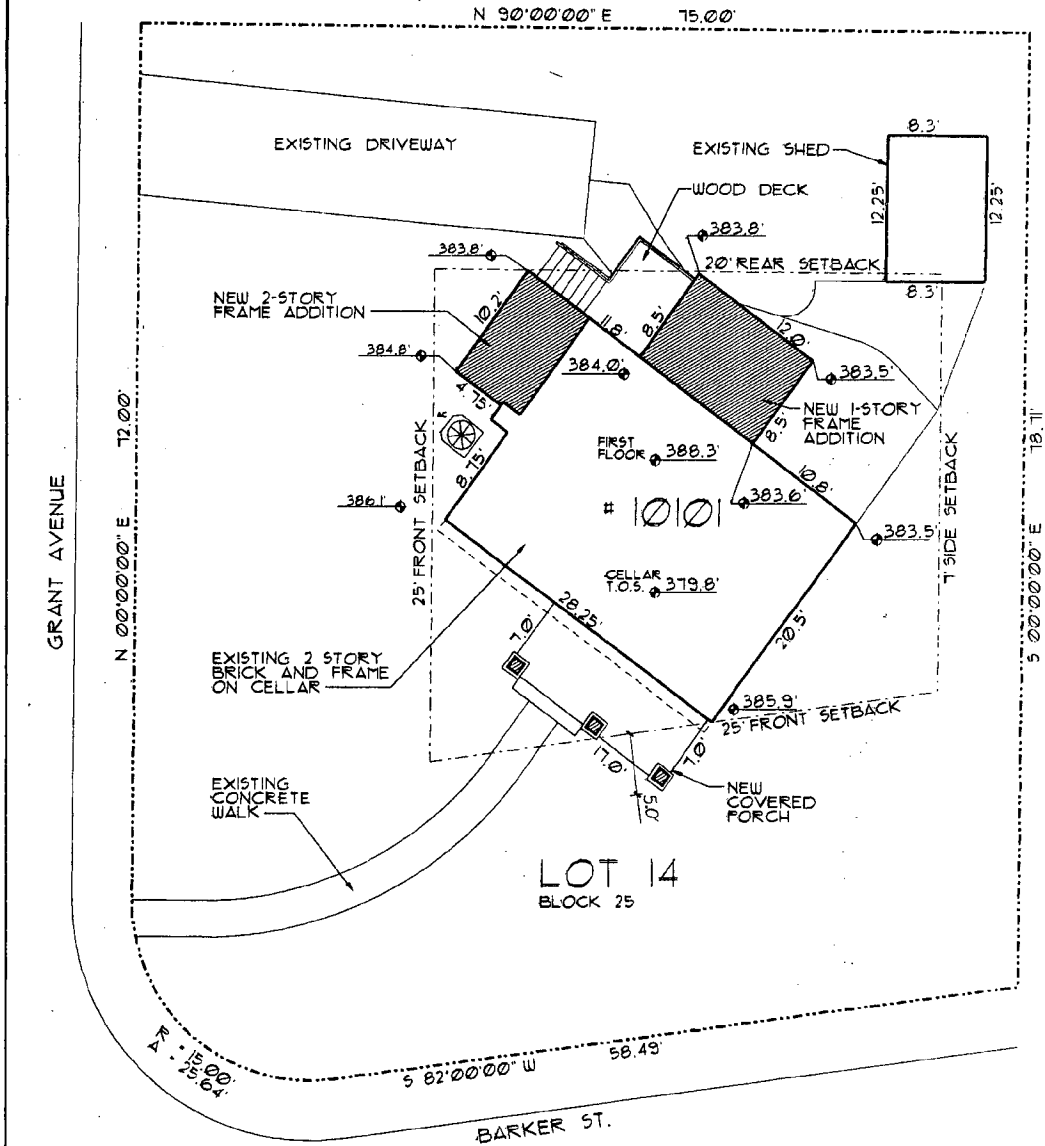 N 90°00'00" E 75.00'
EXISTING DRIVEWAY
EXISTING SHED
8.3'
12.25'
12.25'
8.3'
WOOD DECK
383.8'
383.8'
20' REAR SETBACK
NEW 2-STORY
FRAME ADDITION
10.2'
11.8'
8.5'
12.0'
384.8'
384.0'
383.5'
4.75'
NEW 1-STORY
FRAME
ADDITION
8.5'
FIRST
FLOOR
388.3'
8.75'
10.8'
386.1'
# 10101
383.6'
383.5'
GRANT AVENUE
N 00°00'00" E 72.00'
25' FRONT SETBACK
7' SIDE SETBACK
S 00°00'00" E 78.71'
CELLAR
T.O.S.
379.8'
28.25'
20.5'
7.0'
EXISTING 2 STORY
BRICK AND FRAME
ON CELLAR
385.9'
25' FRONT SETBACK
17.0'
7.0'
5.0'
EXISTING
CONCRETE
WALK
NEW
COVERED
PORCH
LOT 14
BLOCK 25
R = 15.00'
A = 25.64'
S 82°00'00" W 58.49'
BARKER ST.